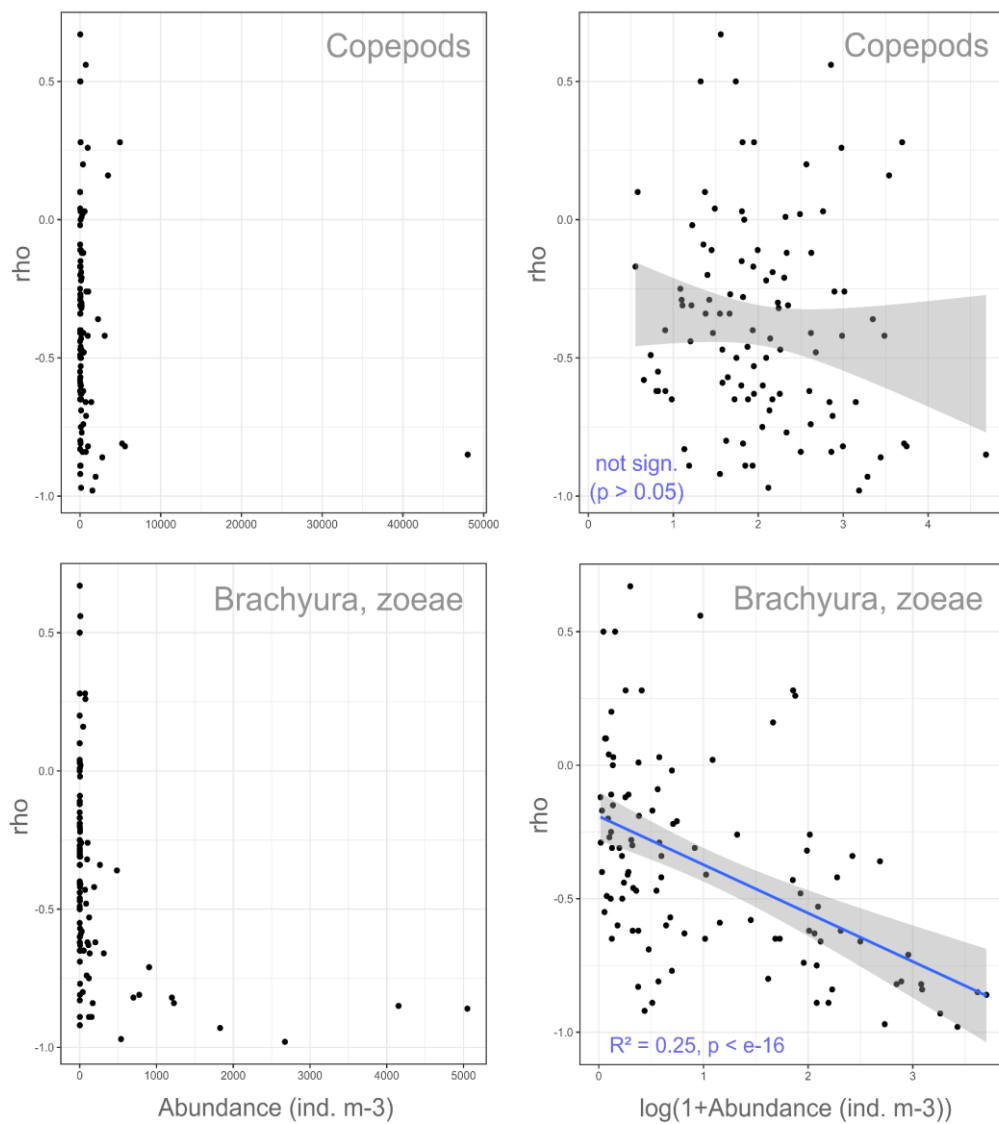 Copepods
rho
0.5
0.0
-0.5
-1.0
0
10000
20000
30000
40000
50000
Copepods
rho
0.5
0.0
-0.5
-1.0
not sign.
(p > 0.05)
0
1
2
3
4
Brachyura, zoeae
rho
0.5
0.0
-0.5
-1.0
0
1000
2000
3000
4000
5000
Abundance (ind. m-3)
Brachyura, zoeae
rho
0.5
0.0
-0.5
-1.0
R² = 0.25, p < e-16
0
1
2
3
log(1+Abundance (ind. m-3))